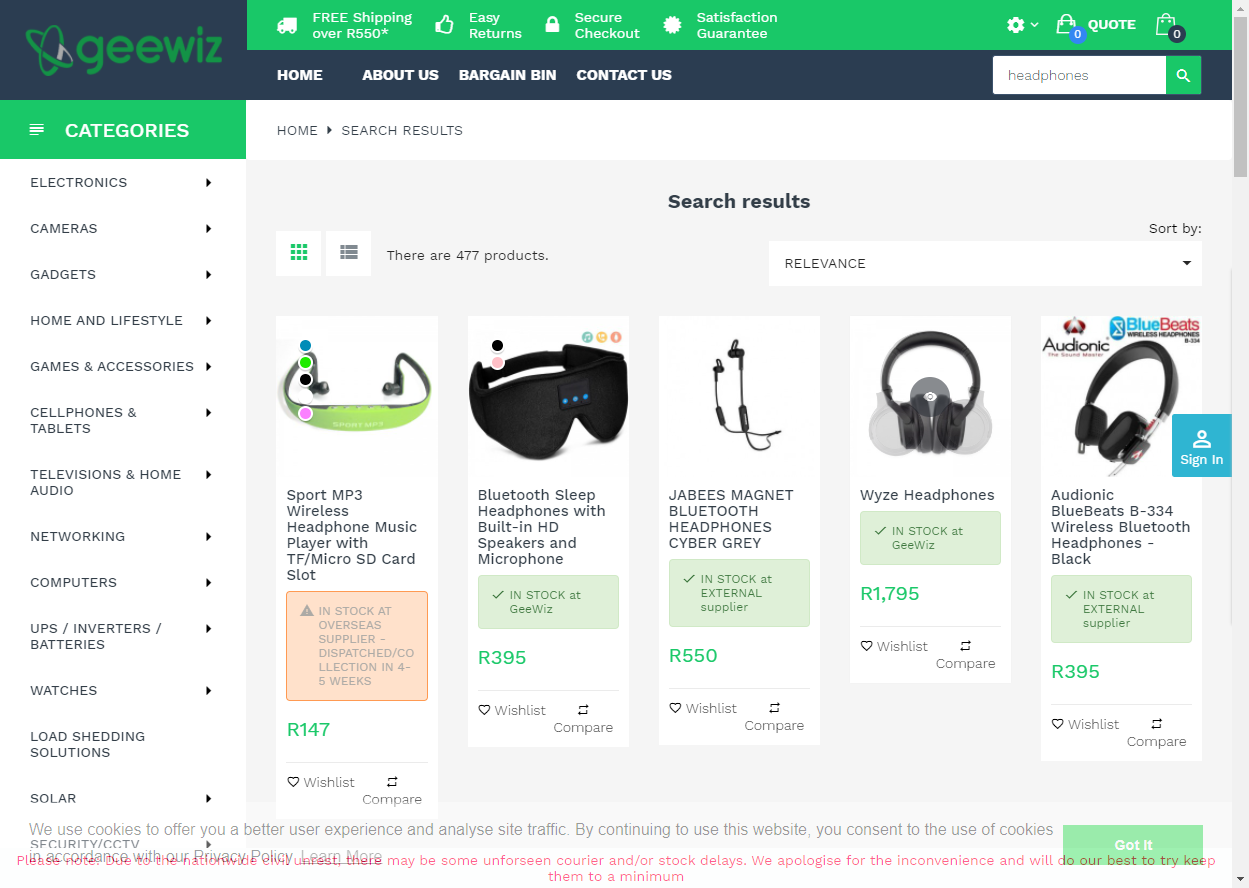 geewiz
FREE Shipping
over R550*
Easy
Returns
Secure
Checkout
Satisfaction
Guarantee
0
QUOTE
0
HOME
ABOUT US
BARGAIN BIN
CONTACT US
headphones
CATEGORIES
HOME
SEARCH RESULTS
ELECTRONICS
CAMERAS
GADGETS
HOME AND LIFESTYLE
GAMES & ACCESSORIES
CELLPHONES &
TABLETS
TELEVISIONS & HOME
AUDIO
NETWORKING
COMPUTERS
UPS / INVERTERS /
BATTERIES
WATCHES
LOAD SHEDDING
SOLUTIONS
SOLAR
SECURITY/CCTV
Search results
There are 477 products.
Sort by:
RELEVANCE
SPORT MP3
Sport MP3
Wireless
Headphone Music
Player with
TF/Micro SD Card
Slot
IN STOCK AT
OVERSEAS
SUPPLIER -
DISPATCHED/CO
LLECTION IN 4-
5 WEEKS
R147
Wishlist
Compare
Bluetooth Sleep
Headphones with
Built-in HD
Speakers and
Microphone
IN STOCK at
GeeWiz
R395
Wishlist
Compare
JABEES MAGNET
BLUETOOTH
HEADPHONES
CYBER GREY
IN STOCK at
EXTERNAL
supplier
R550
Wishlist
Compare
Wyze Headphones
IN STOCK at
GeeWiz
R1,795
Wishlist
Compare
Audionic
The Sound Master
BlueBeats
WIRELESS HEADPHONES
B-334
Audionic
BlueBeats B-334
Wireless Bluetooth
Headphones -
Black
IN STOCK at
EXTERNAL
supplier
R395
Wishlist
Compare
Sign In
We use cookies to offer you a better user experience and analyse site traffic. By continuing to use this website, you consent to the use of cookies
in accordance with our Privacy Policy. Learn More
Got It
Please note: Due to the nationwide civil unrest, there may be some unforseen courier and/or stock delays. We apologise for the inconvenience and will do our best to try keep
them to a minimum